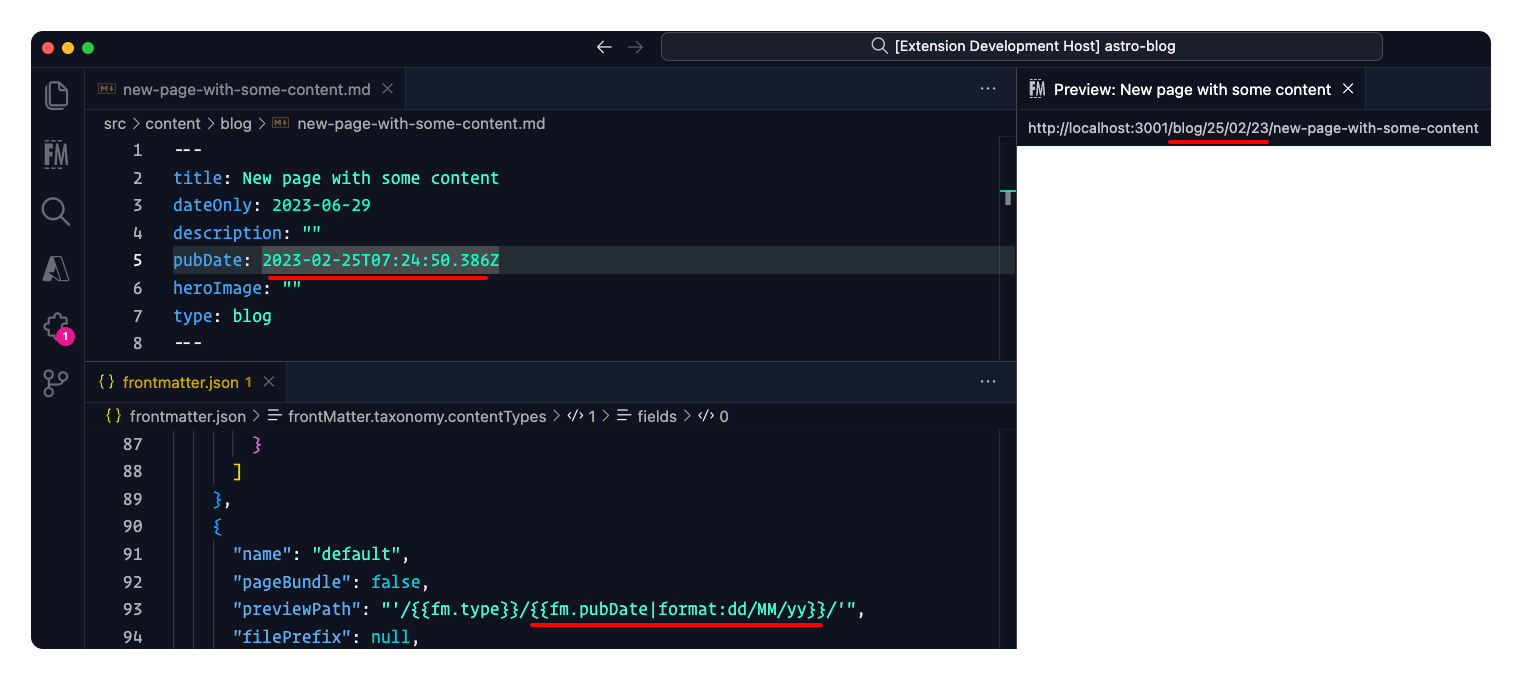 [Extension Development Host] astro-blog
new-page-with-some-content.md
src > content > blog > new-page-with-some-content.md
1 ---
2 title: New page with some content
3 dateOnly: 2023-06-29
4 description: ""
5 pubDate: 2023-02-25T07:24:50.386Z
6 heroImage: ""
7 type: blog
8 ---
{} frontmatter.json 1
{} frontmatter.json > frontMatter.taxonomy.contentTypes > 1 > fields > 0
87 }
88 ]
89 },
90 {
91 "name": "default",
92 "pageBundle": false,
93 "previewPath": "'/{{fm.type}}/{{fm.pubDate|format:dd/MM/yy}}/'",
94 "filePrefix": null,
FM
1
FM Preview: New page with some content
http://localhost:3001/blog/25/02/23/new-page-with-some-content